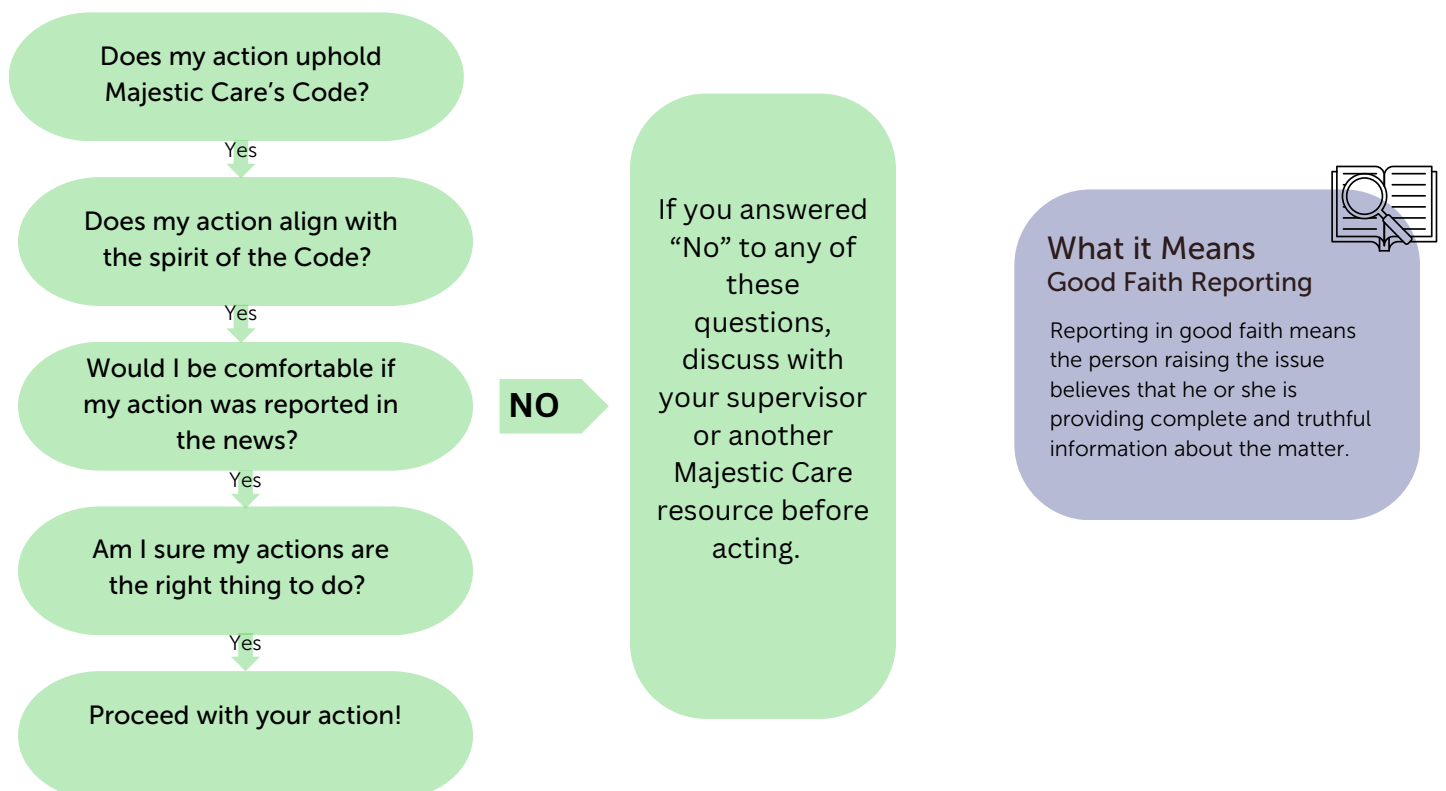 Does my action uphold
Majestic Care’s Code?
Yes
Does my action align with
the spirit of the Code?
Yes
Would I be comfortable if
my action was reported in
the news?
Yes
Am I sure my actions are
the right thing to do?
Yes
Proceed with your action!
NO
If you answered
“No” to any of
these
questions,
discuss with
your supervisor
or another
Majestic Care
resource before
acting.
What it Means
Good Faith Reporting
Reporting in good faith means
the person raising the issue
believes that he or she is
providing complete and truthful
information about the matter.